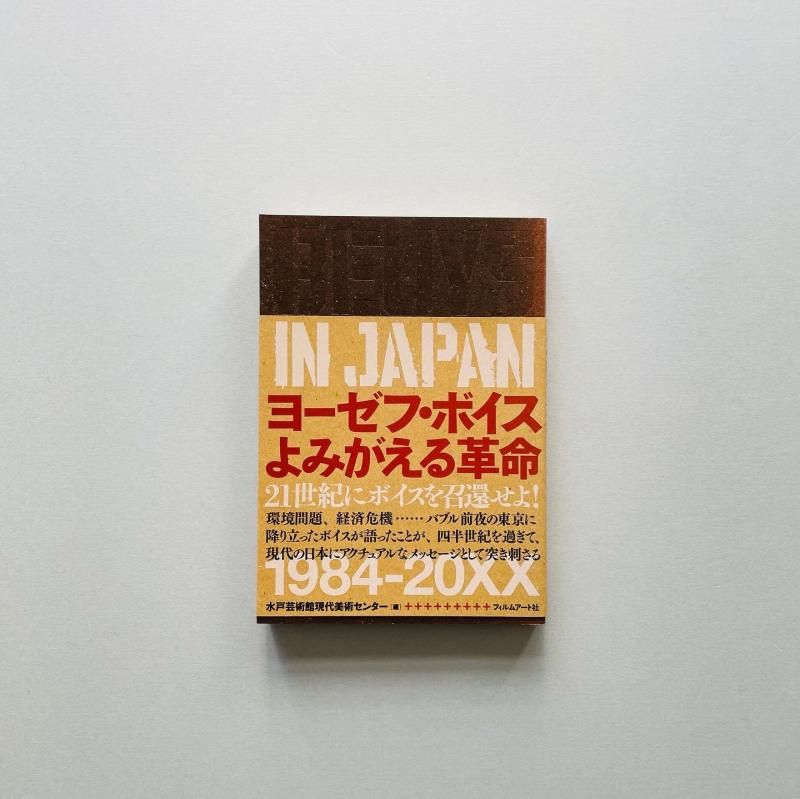 IN JAPAN
ヨーゼフ・ボイス
よみがえる革命
21世紀にボイスを召還せよ!
環境問題、経済危機……バブル前夜の東京に
降り立ったボイスが語ったことが、四半世紀を過ぎて、
現代の日本にアクチュアルなメッセージとして突き刺さる
1984-20XX
水戸芸術館現代美術センター[編] +++++++++ フィルムアート社